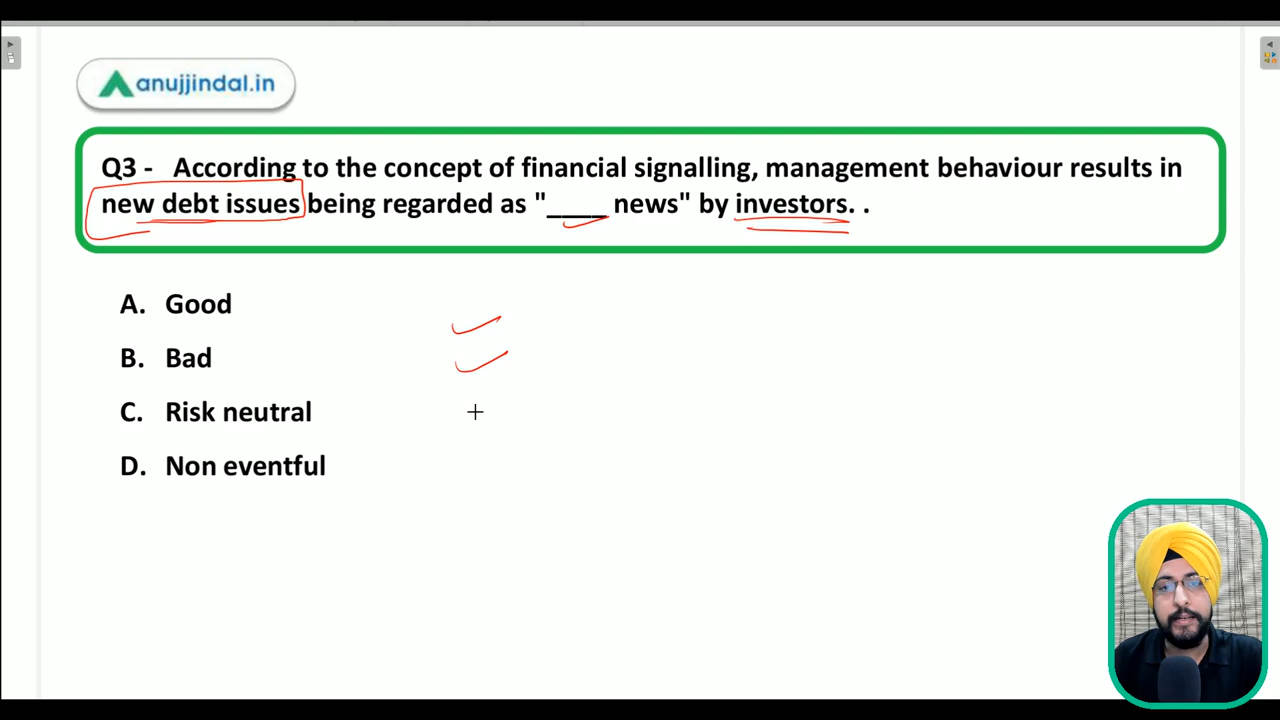 anujjindal.in
Q3 - According to the concept of financial signalling, management behaviour results in
new debt issues being regarded as "____ news" by investors. .
A. Good
B. Bad
C. Risk neutral
D. Non eventful